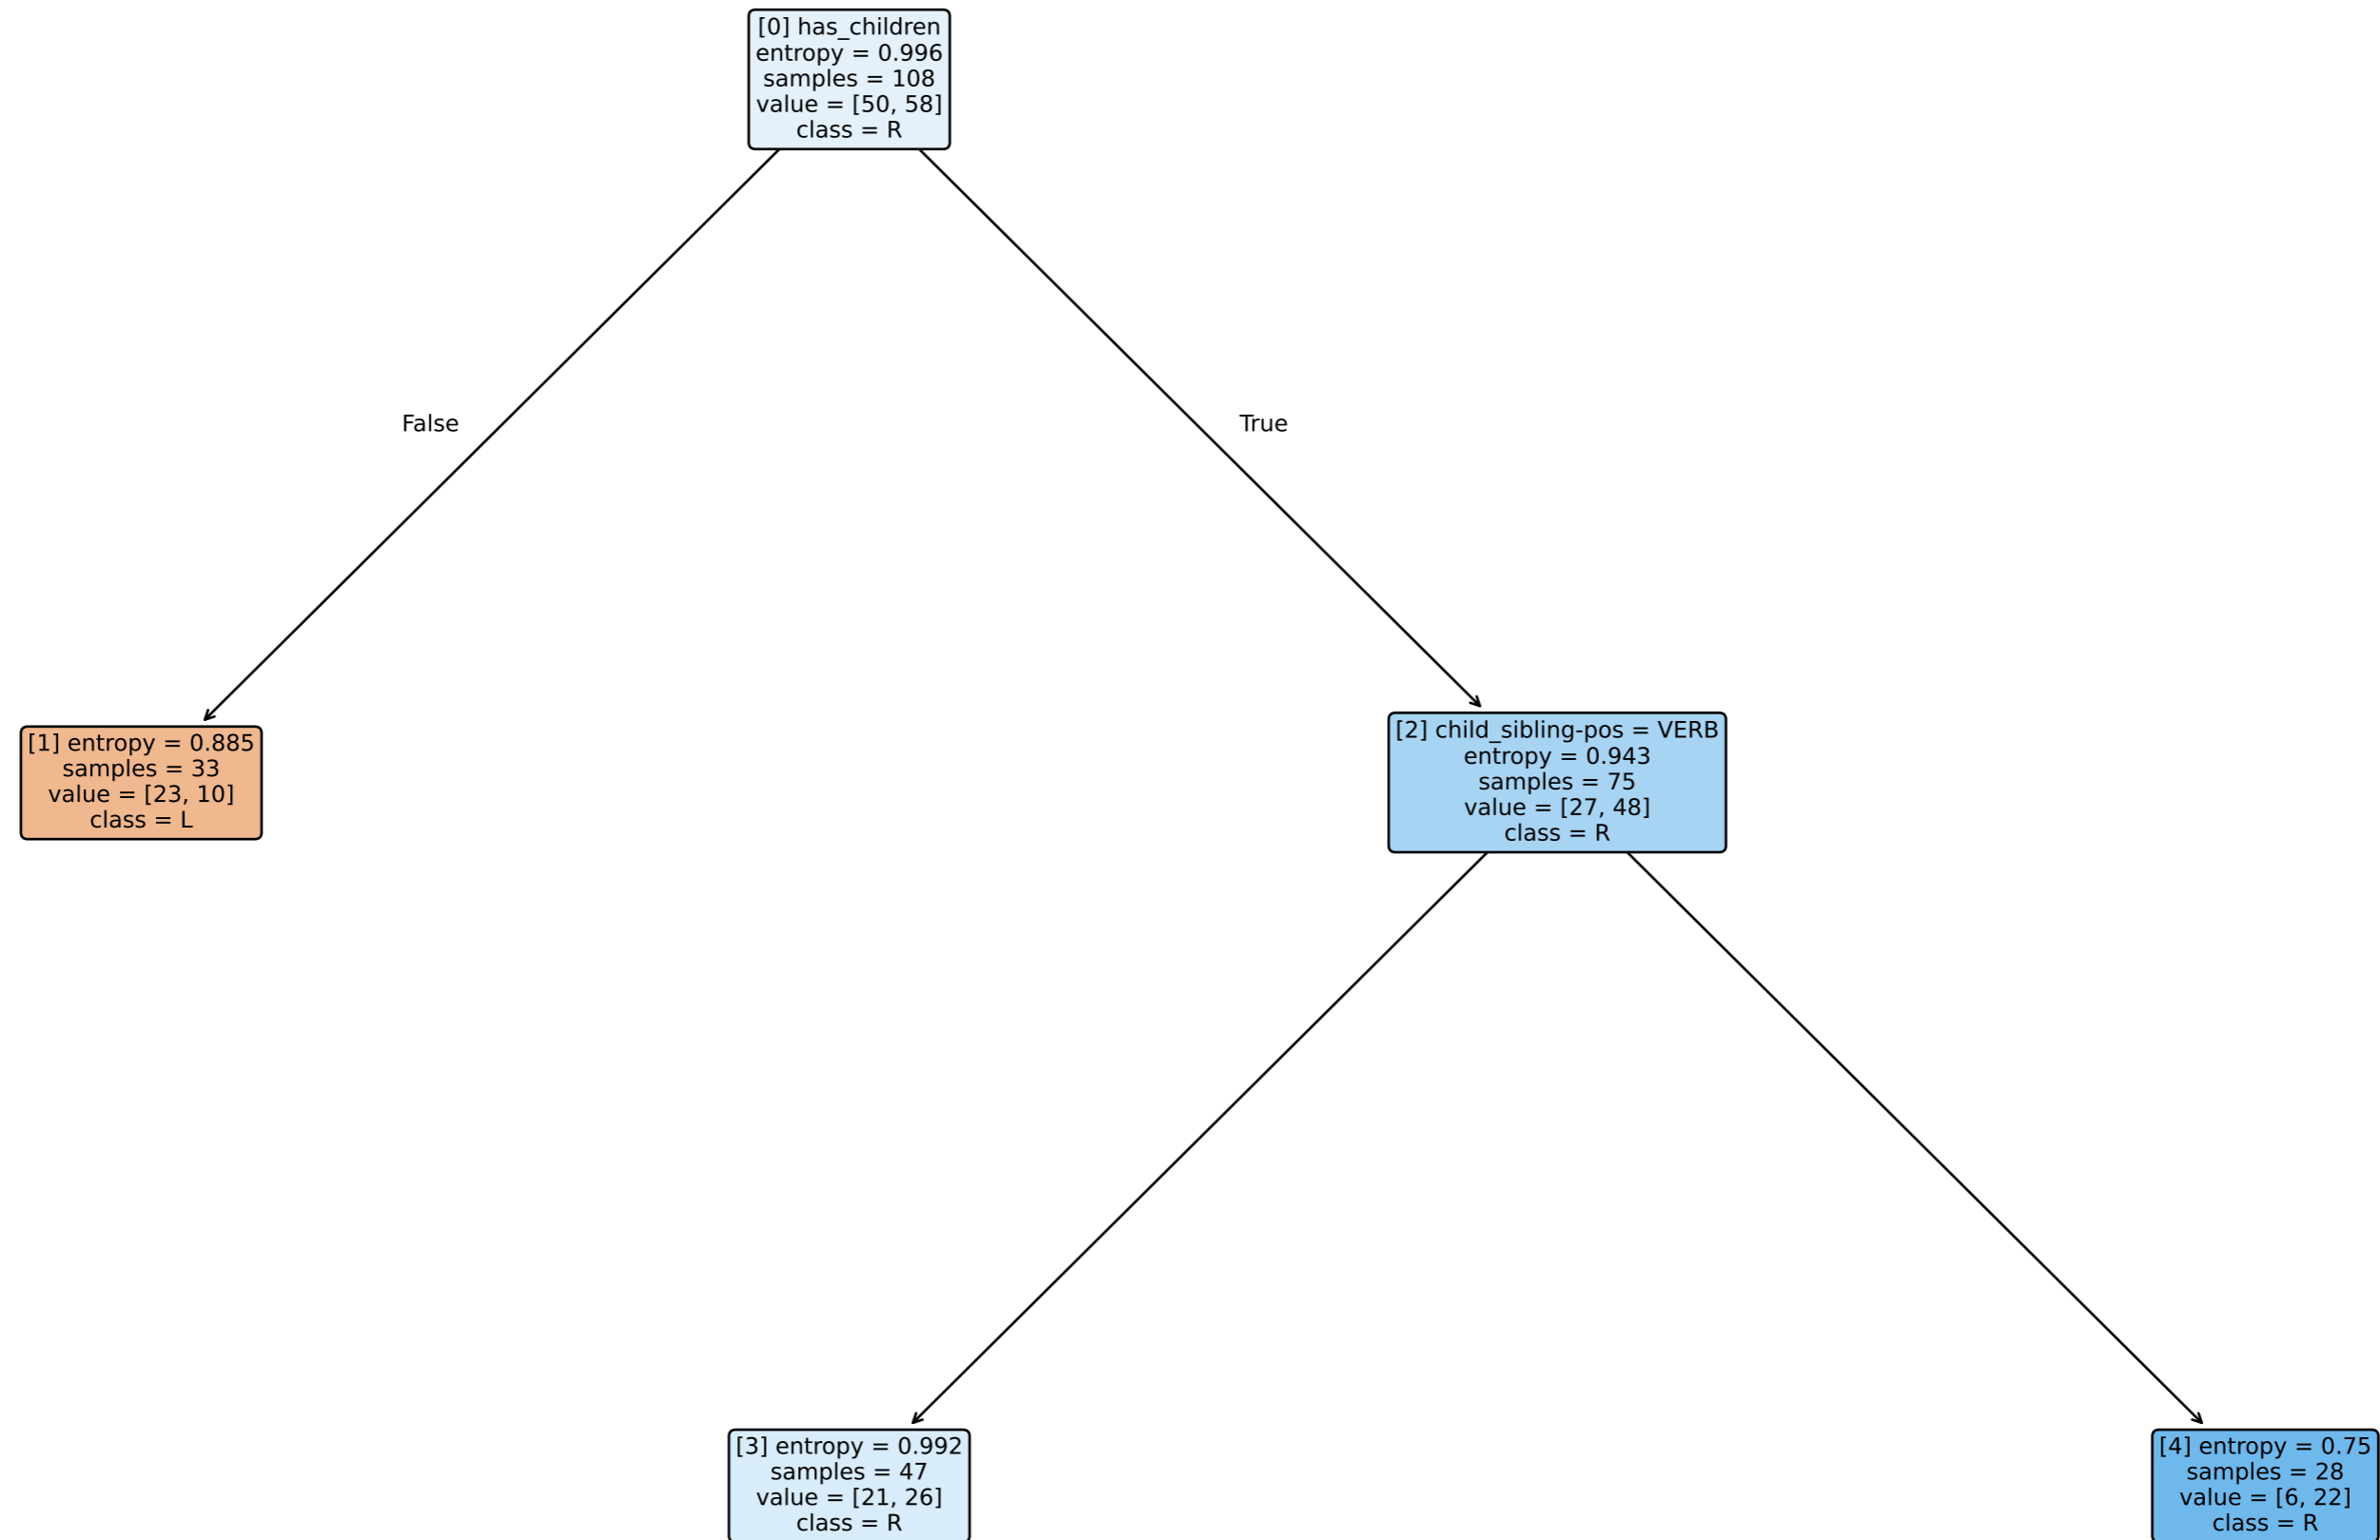 [0] has_children
entropy = 0.996
samples = 108
value = [50, 58]
class = R
False
True
[1] entropy = 0.885
samples = 33
value = [23, 10]
class = L
[2] child_sibling-pos = VERB
entropy = 0.943
samples = 75
value = [27, 48]
class = R
[3] entropy = 0.992
samples = 47
value = [21, 26]
class = R
[4] entropy = 0.75
samples = 28
value = [6, 22]
class = R